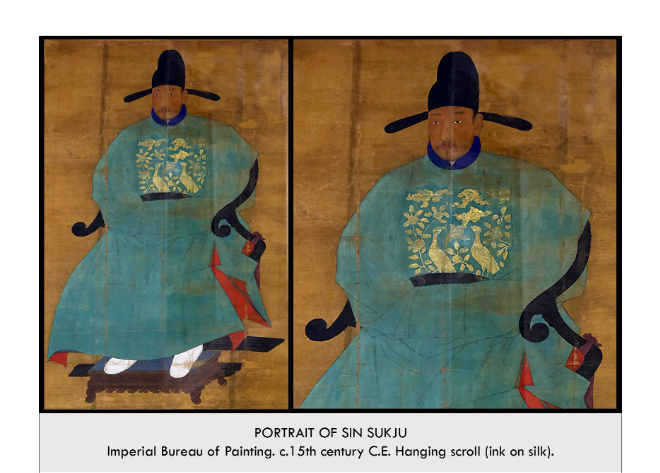 PORTRAIT OF SIN SUKJU
Imperial Bureau of Painting. c.15th century C.E. Hanging scroll (ink on silk).